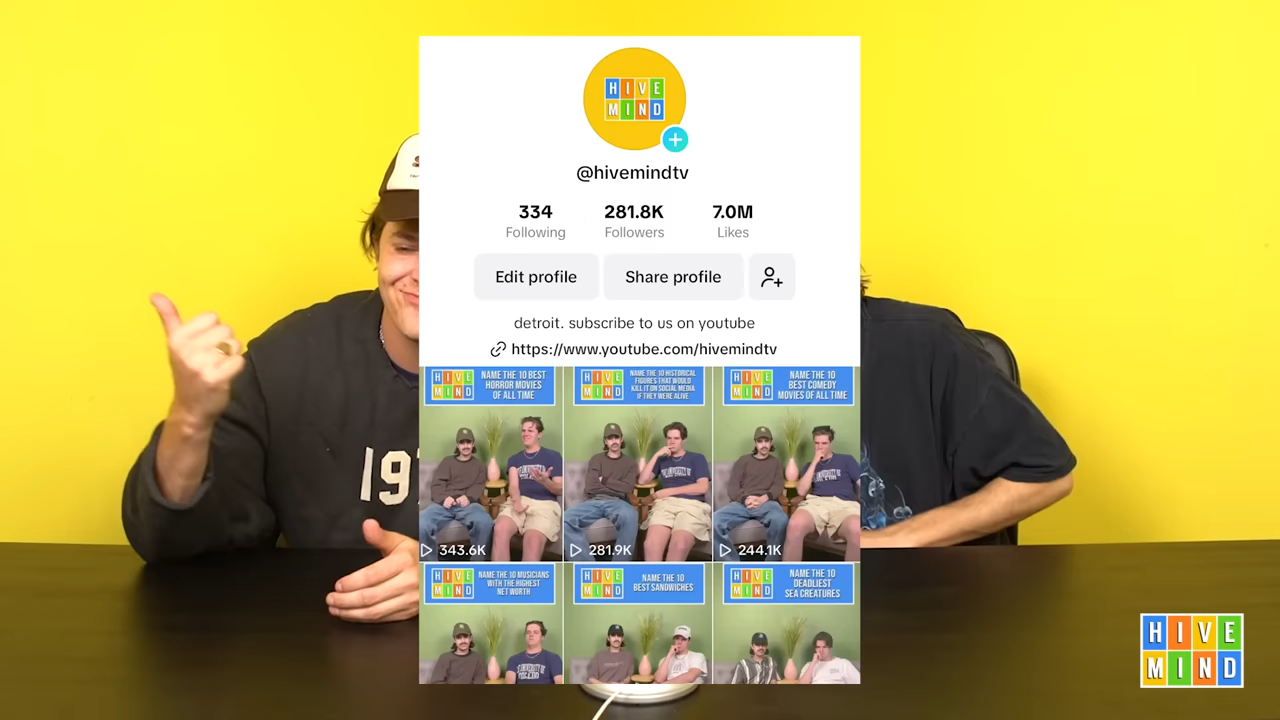 HIVE
MIND
@hivemindtv
334
281.8K
7.0M
Following
Followers
Likes
Edit profile
Share profile
detroit. subscribe to us on youtube
https://www.youtube.com/hivemindtv
HIVE
MIND
NAME THE 10 BEST
HORROR MOVIES
OF ALL TIME
HIVE
MIND
NAME THE 10 HISTORICAL
FIGURES THAT WOULD
KILL IT ON SOCIAL MEDIA
IF THEY WERE ALIVE
HIVE
MIND
NAME THE 10
BEST COMEDY
MOVIES OF ALL TIME
343.6K
281.9K
244.1K
HIVE
MIND
NAME THE 10 MUSICIANS
WITH THE HIGHEST
NET WORTH
HIVE
MIND
NAME THE 10
BEST SANDWICHES
HIVE
MIND
NAME THE 10
DEADLIEST
SEA CREATURES
197
HIVE
MIND